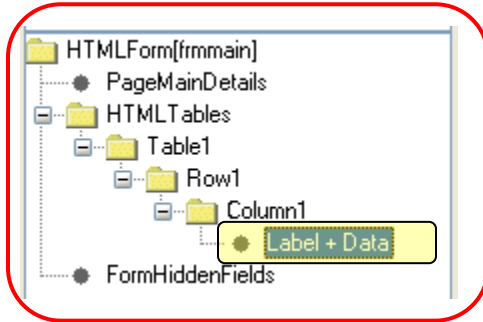 HTMLForm[frmmain]
PageMainDetails
HTMLTables
Table1
Row1
Column1
Label + Data
FormHiddenFields